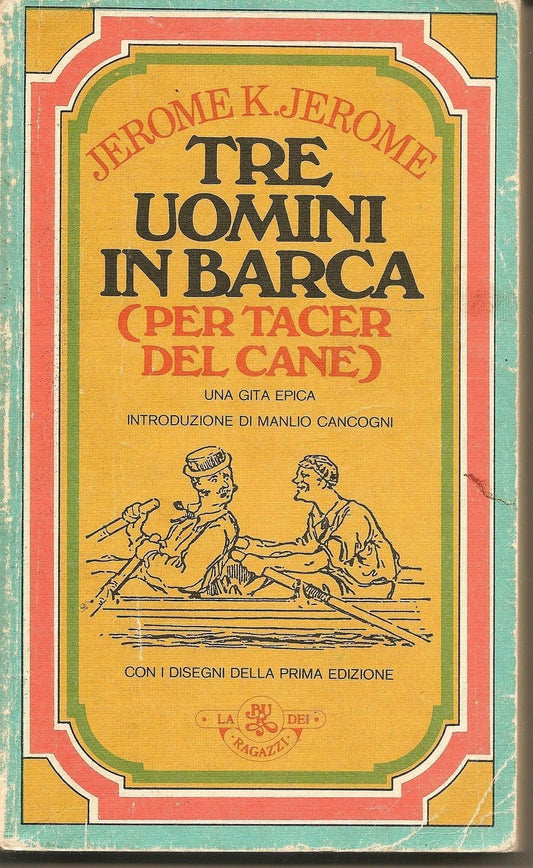 JEROME K. JEROME
TRE
UOMINI
IN BARCA
(PER TACER
DEL CANE)
UNA GITA EPICA
INTRODUZIONE DI MANLIO CANCOGNI
CON I DISEGNI DELLA PRIMA EDIZIONE
· LA BUR DEI ·
RAGAZZI ·